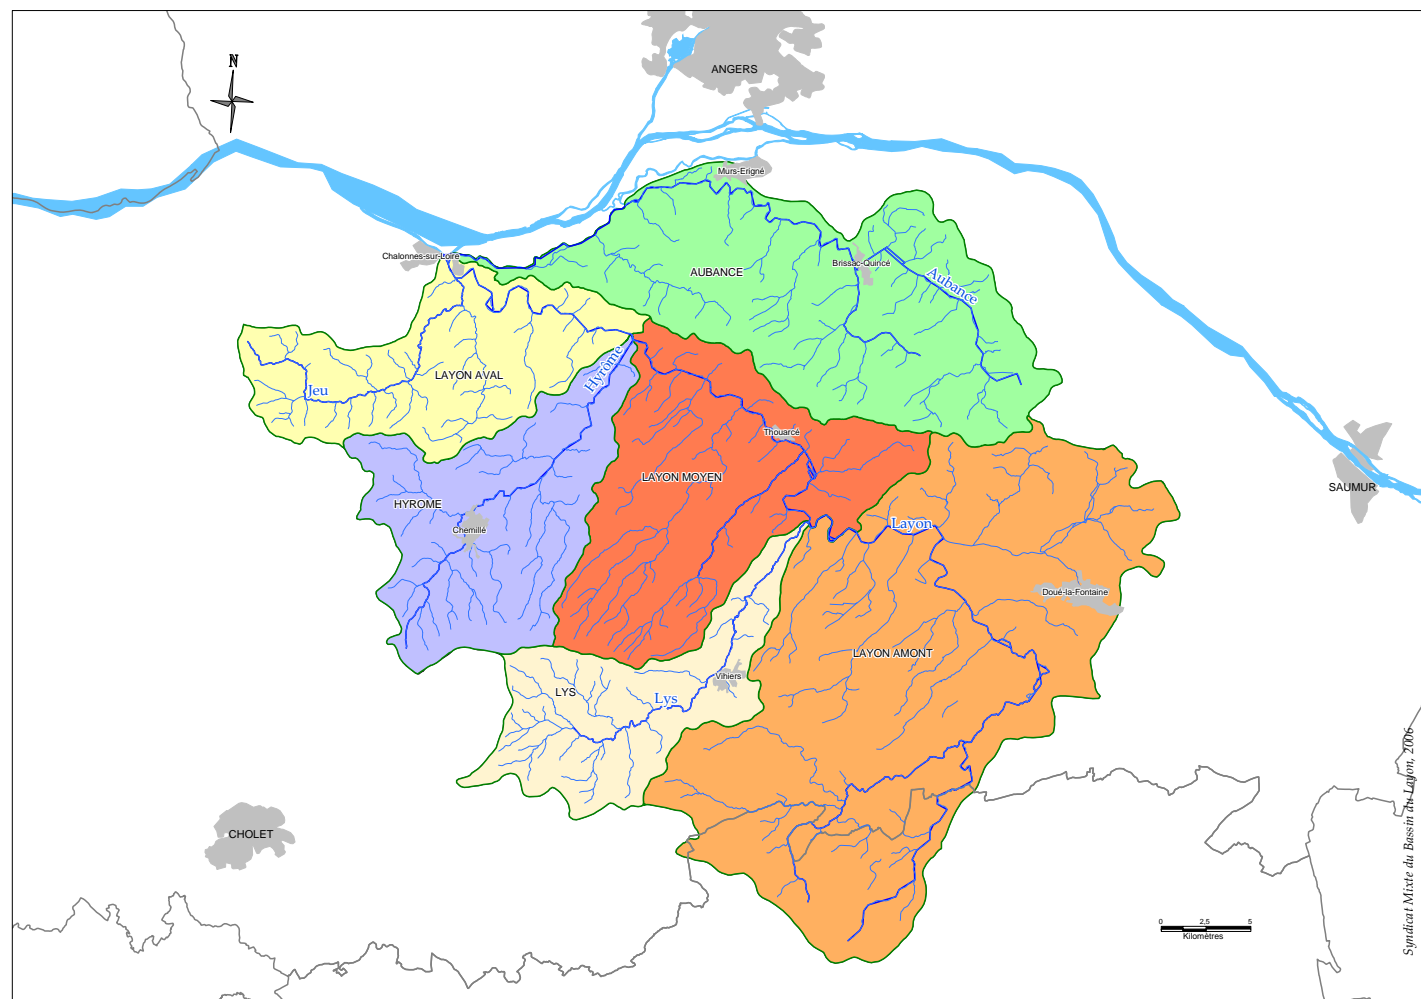 N
ANGERS
Murs-Erigné
Chalonnes-sur-Loire
Brissac-Quincé
AUBANCE
Aubance
Hyrôme
LAYON AVAL
Jeu
Thouarcé
LAYON MOYEN
SAUMUR
HYROME
Chemillé
Layon
Doué-la-Fontaine
LAYON AMONT
Vihiers
LYS
Lys
CHOLET
0 2,5 5
Kilomètres
Syndicat Mixte du Bassin du Layon, 2006